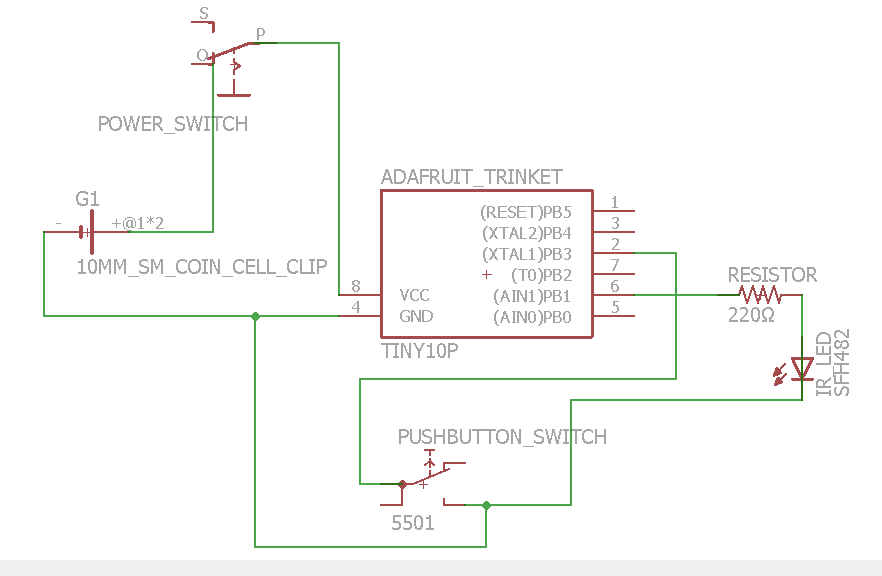 S
P
O
POWER_SWITCH
ADAFRUIT_TRINKET
G1
- +@1*2
10MM_SM_COIN_CELL_CLIP
(RESET)PB5 1
(XTAL2)PB4 3
(XTAL1)PB3 2
(T0)PB2 7
8 VCC (AIN1)PB1 6
4 GND (AIN0)PB0 5
TINY10P
RESISTOR
220Ω
IR_LED
SFH482
PUSHBUTTON_SWITCH
5501